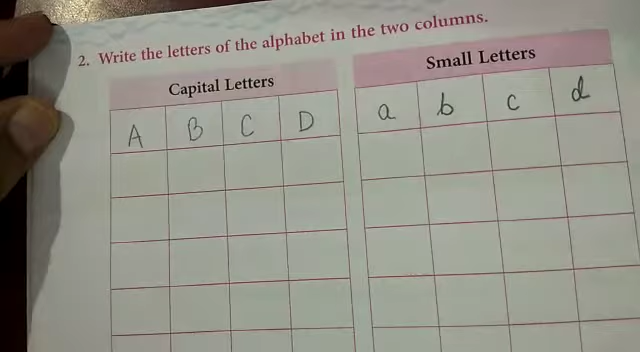 2. Write the letters of the alphabet in the two columns.
Capital Letters
A B C D
Small Letters
a b c d